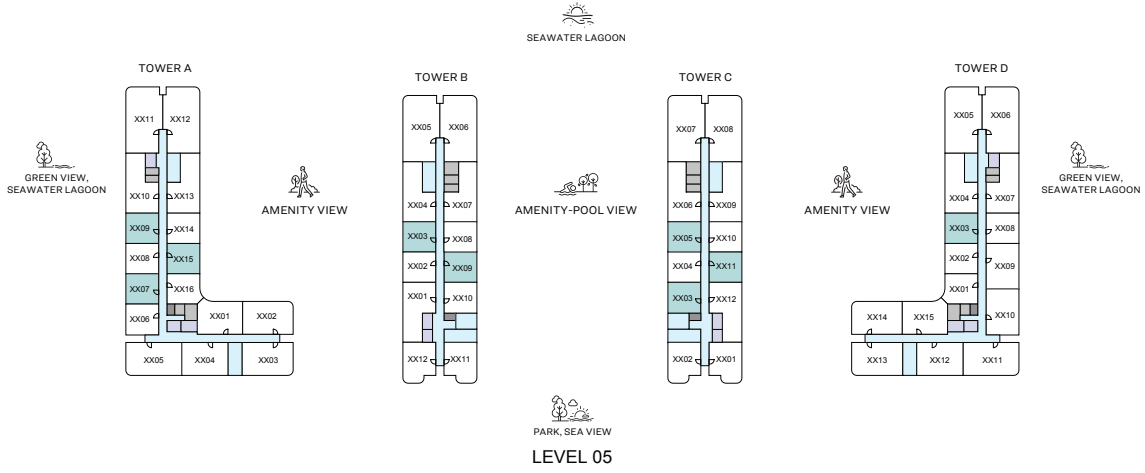 SEAWATER LAGOON
TOWER A
TOWER B
TOWER C
TOWER D
GREEN VIEW,
SEAWATER LAGOON
AMENITY VIEW
AMENITY-POOL VIEW
AMENITY VIEW
GREEN VIEW,
SEAWATER LAGOON
XX11 XX12
XX10 XX13
XX09 XX14
XX08 XX15
XX07 XX16
XX06 XX01 XX02
XX05 XX04 XX03
XX05 XX06
XX04 XX07
XX03 XX08
XX02 XX09
XX01 XX10
XX12 XX11
XX07 XX08
XX06 XX09
XX05 XX10
XX04 XX11
XX03 XX12
XX02 XX01
XX05 XX06
XX04 XX07
XX03 XX08
XX02 XX09
XX01
XX14 XX15 XX10
XX13 XX12 XX11
PARK, SEA VIEW
LEVEL 05